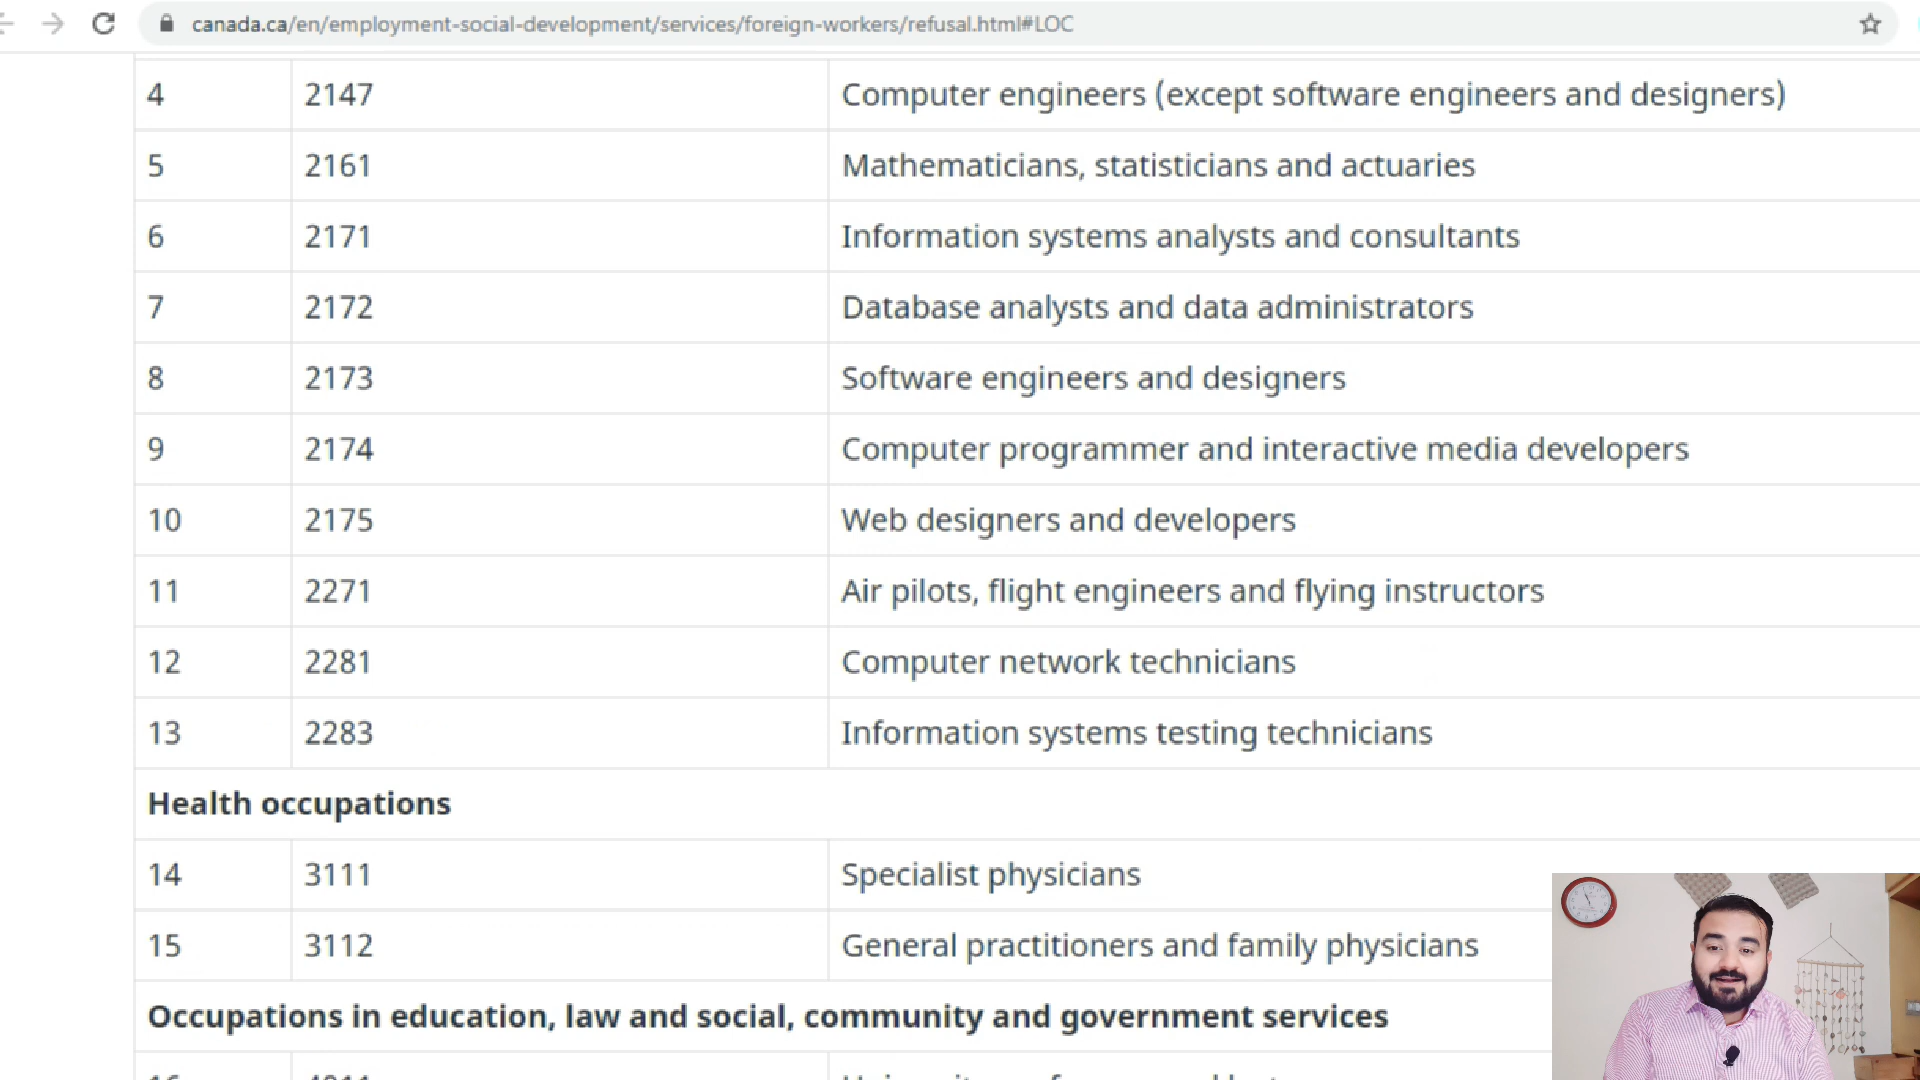 canada.ca/en/employment-social-development/services/foreign-workers/refusal.html#LOC
4 2147 Computer engineers (except software engineers and designers)
5 2161 Mathematicians, statisticians and actuaries
6 2171 Information systems analysts and consultants
7 2172 Database analysts and data administrators
8 2173 Software engineers and designers
9 2174 Computer programmer and interactive media developers
10 2175 Web designers and developers
11 2271 Air pilots, flight engineers and flying instructors
12 2281 Computer network technicians
13 2283 Information systems testing technicians
Health occupations
14 3111 Specialist physicians
15 3112 General practitioners and family physicians
Occupations in education, law and social, community and government services